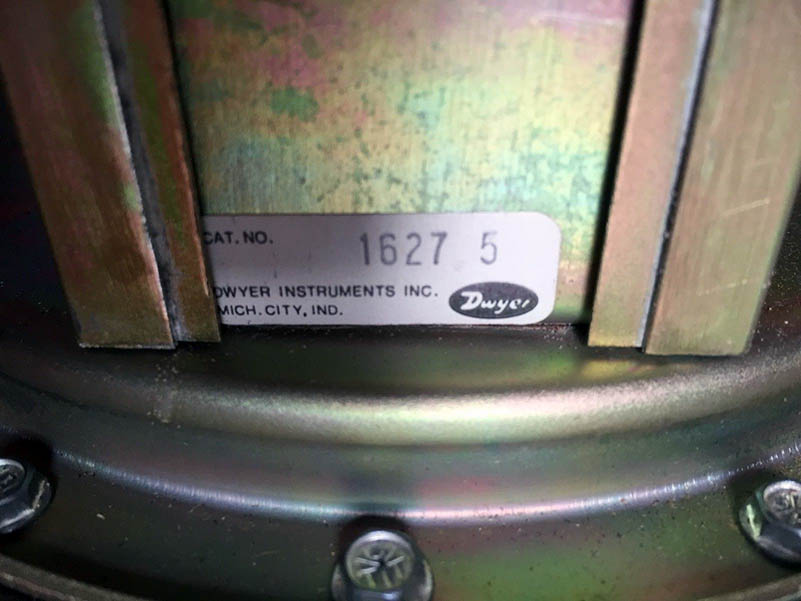 CAT. NO. 1627 5
DWYER INSTRUMENTS INC.
MICH. CITY, IND.
Dwyer